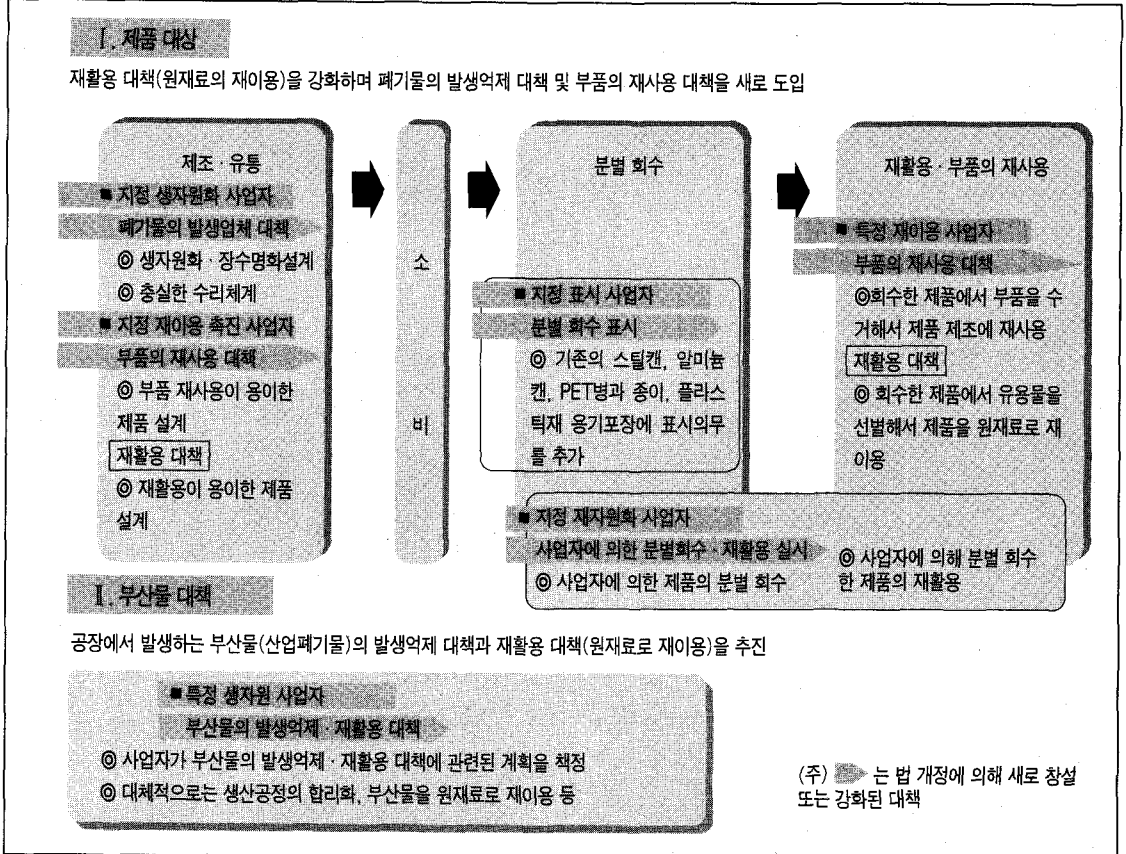 Ⅰ. 제품 대상
재활용 대책(원재료의 재이용)을 강화하며 폐기물의 발생억제 대책 및 부품의 재사용 대책을 새로 도입
제조 · 유통
■ 지정 생자원화 사업자
폐기물의 발생업체 대책
◎ 생자원화 · 장수명화설계
◎ 충실한 수리체계
■ 지정 재이용 촉진 사업자
부품의 재사용 대책
◎ 부품 재사용이 용이한
제품 설계
재활용 대책
◎ 재활용이 용이한 제품
설계
소
비
분별 회수
■ 지정 표시 사업자
분별 회수 표시
◎ 기존의 스틸캔, 알미늄
캔, PET병과 종이, 플라스
틱재 용기포장에 표시의무
를 추가
재활용 · 부품의 재사용
■ 특정 재이용 사업자
부품의 재사용 대책
◎회수한 제품에서 부품을 수
거해서 제품 제조에 재사용
재활용 대책
◎ 회수한 제품에서 유용물을
선별해서 제품을 원재료로 재
이용
■ 지정 재자원화 사업자
사업자에 의한 분별회수 · 재활용 실시
◎ 사업자에 의한 제품의 분별 회수
◎ 사업자에 의해 분별 회수
한 제품의 재활용
Ⅱ. 부산물 대책
공장에서 발생하는 부산물(산업폐기물)의 발생억제 대책과 재활용 대책(원재료로 재이용)을 추진
■ 특정 생자원 사업자
부산물의 발생억제 · 재활용 대책
◎ 사업자가 부산물의 발생억제 · 재활용 대책에 관련된 계획을 책정
◎ 대체적으로는 생산공정의 합리화, 부산물을 원재료로 재이용 등
(주) 는 법 개정에 의해 새로 창설
또는 강화된 대책